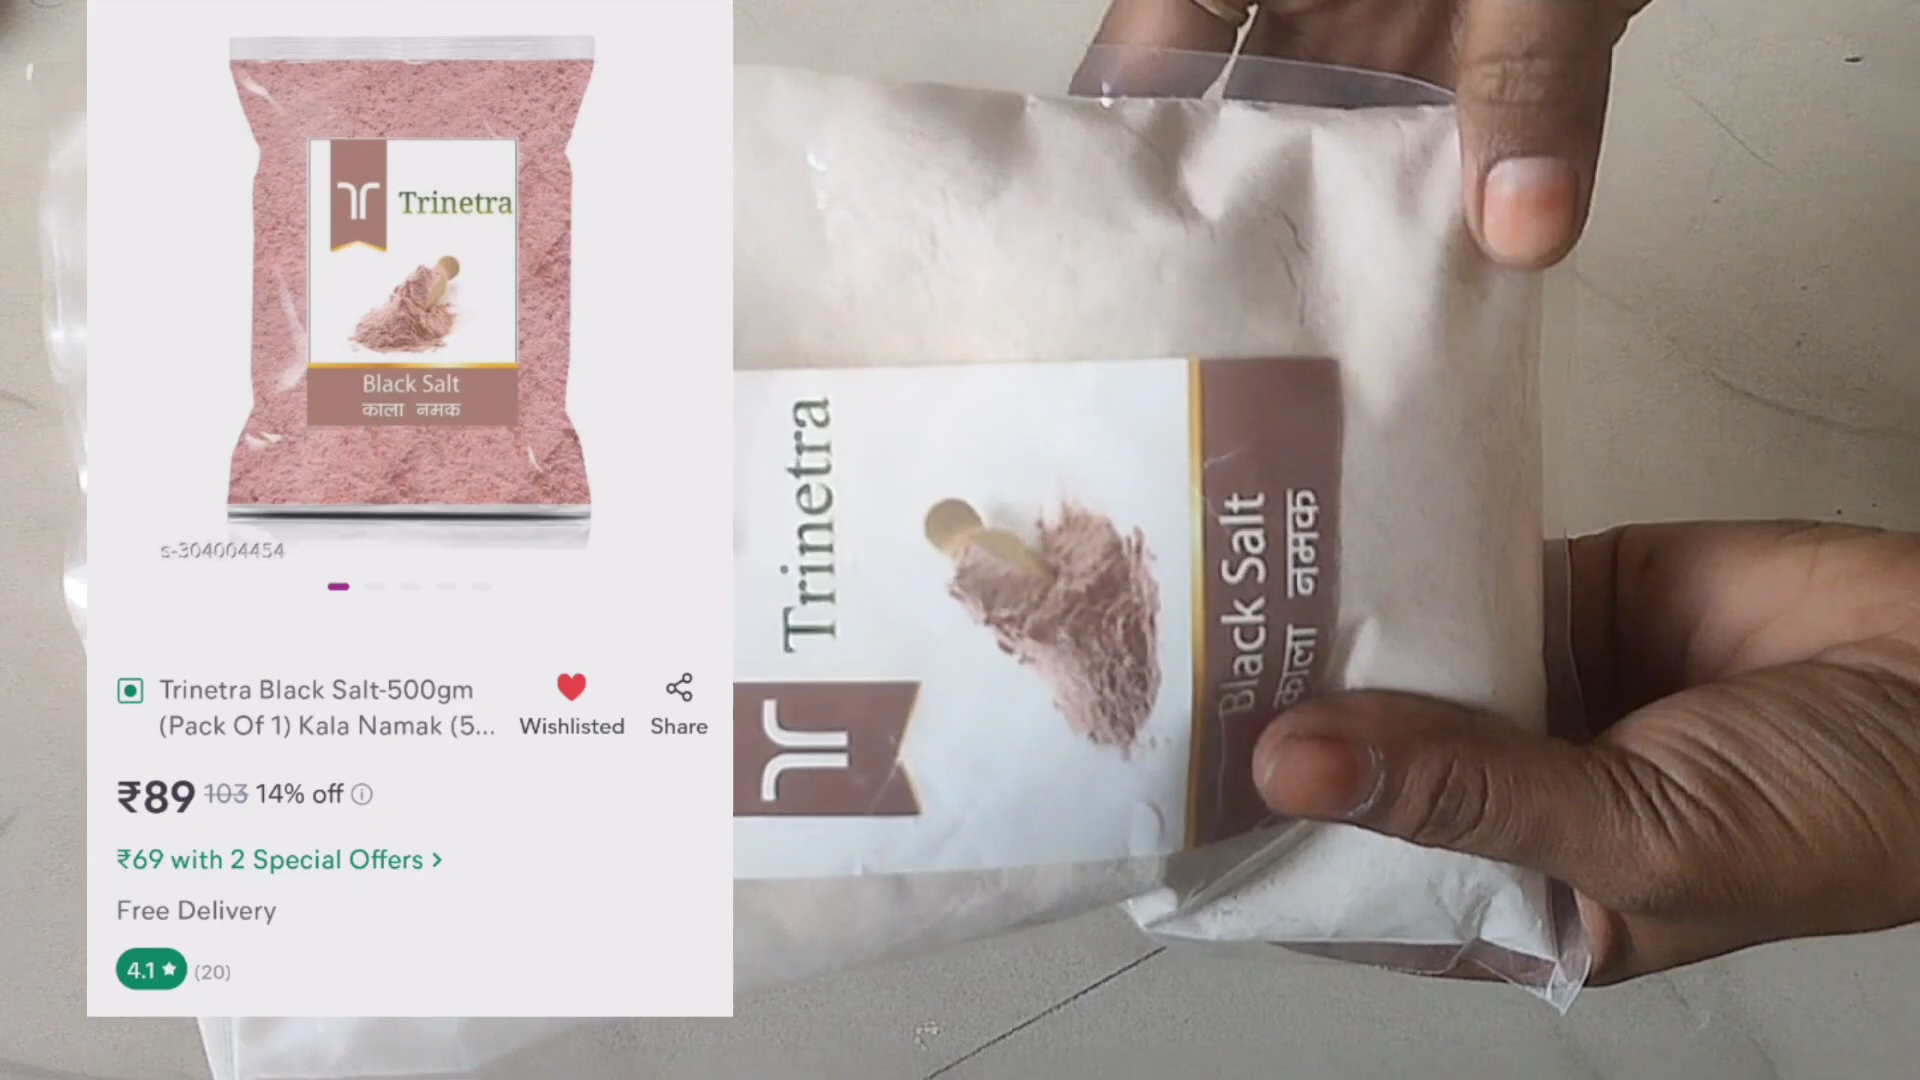 Trinetra
Black Salt
काला नमक
s-304004454
Trinetra Black Salt-500gm
(Pack Of 1) Kala Namak (5...
Wishlisted
Share
₹89 103 14% off
₹69 with 2 Special Offers >
Free Delivery
4.1 ★ (20)
Trinetra
Black Salt
काला नमक